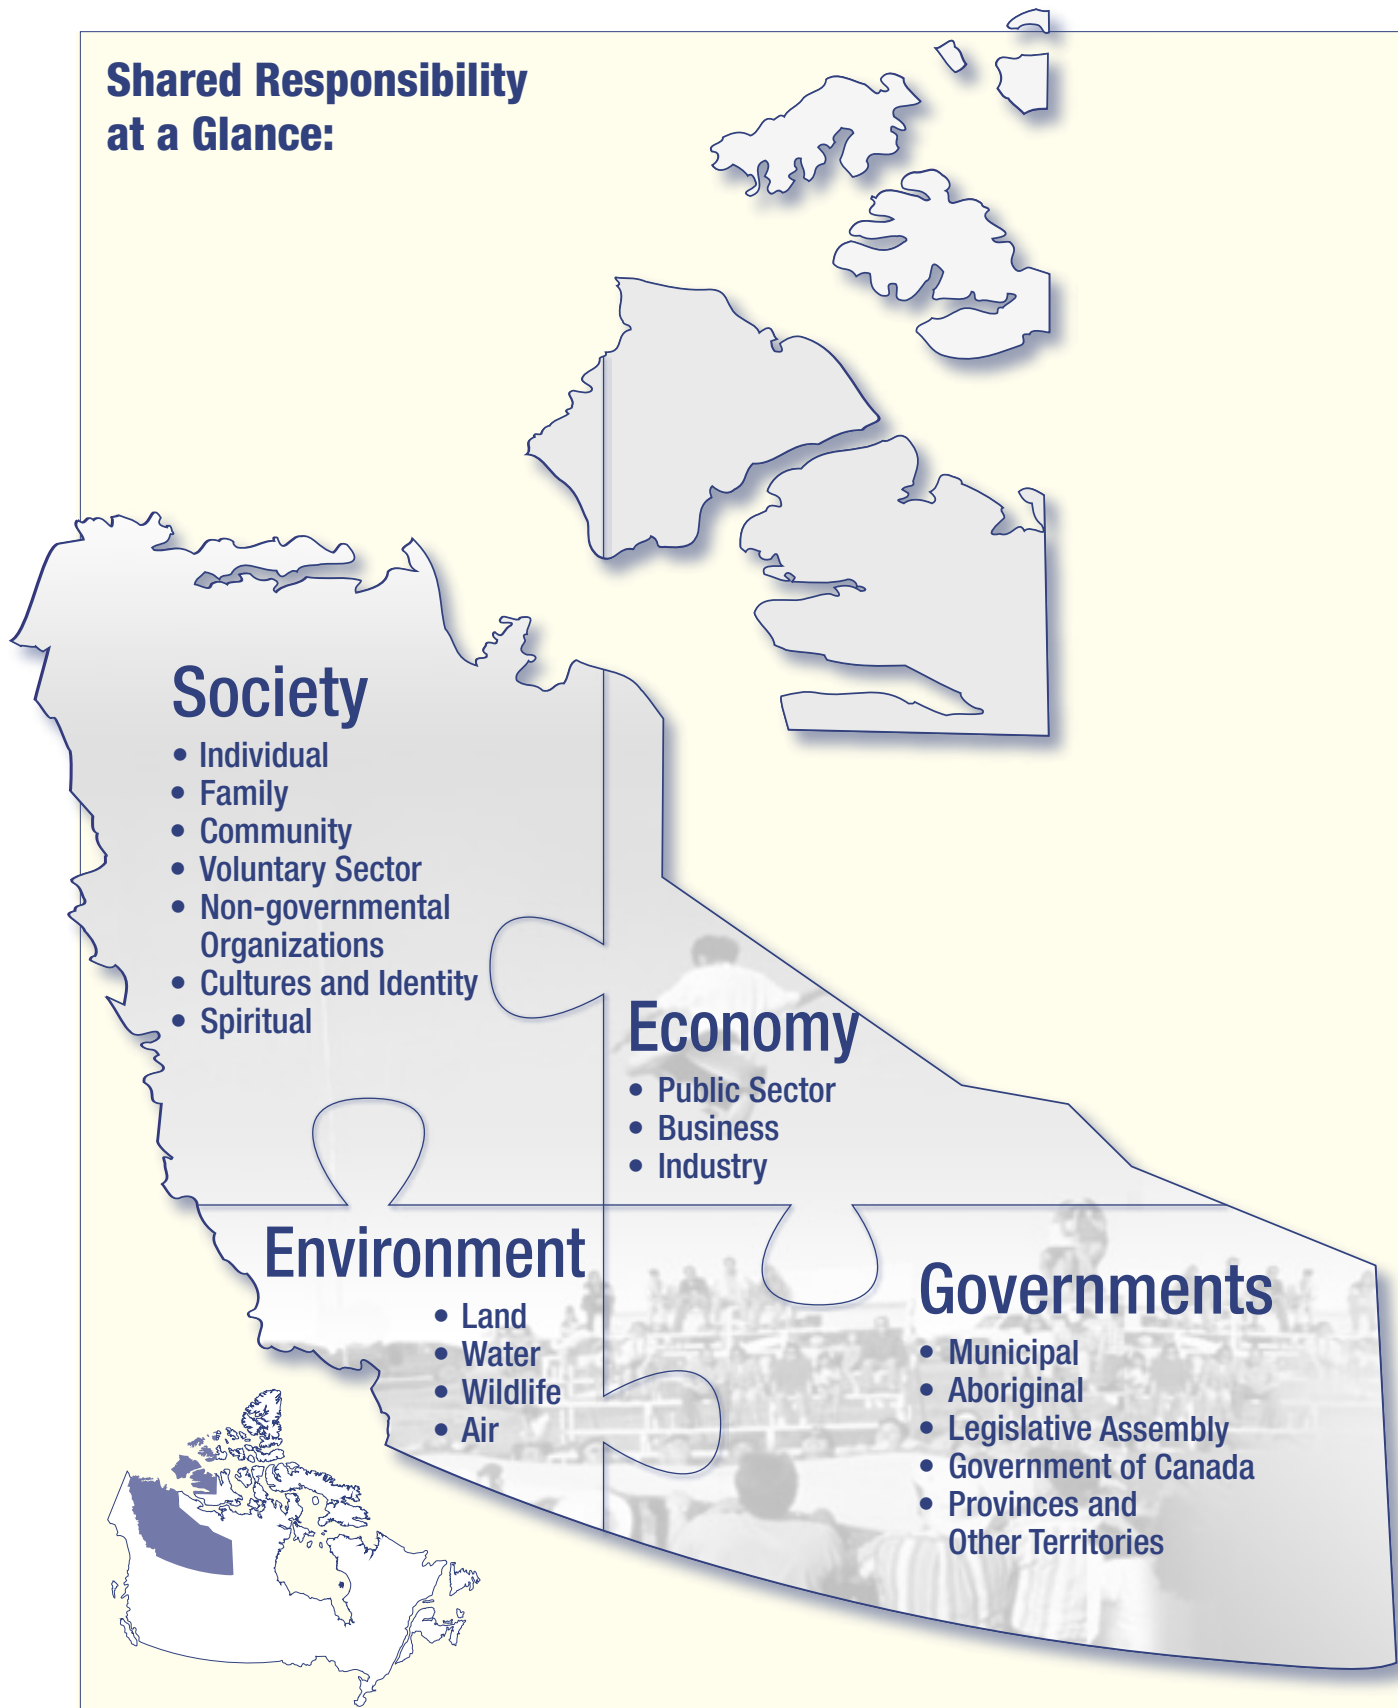 Shared Responsibility
at a Glance:
Society
• Individual
• Family
• Community
• Voluntary Sector
• Non-governmental
Organizations
• Cultures and Identity
• Spiritual
Economy
• Public Sector
• Business
• Industry
Environment
• Land
• Water
• Wildlife
• Air
Governments
• Municipal
• Aboriginal
• Legislative Assembly
• Government of Canada
• Provinces and
Other Territories